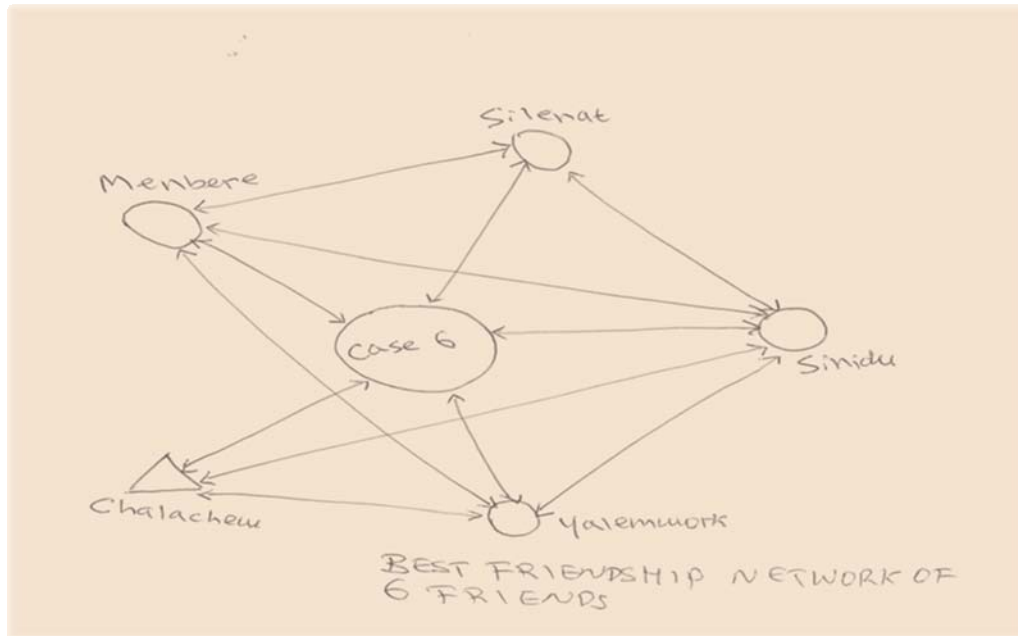 Silenat
Menbere
Case 6
Sinidu
Chalachew
Yalemwork
BEST FRIENDSHIP NETWORK OF
6 FRIENDS